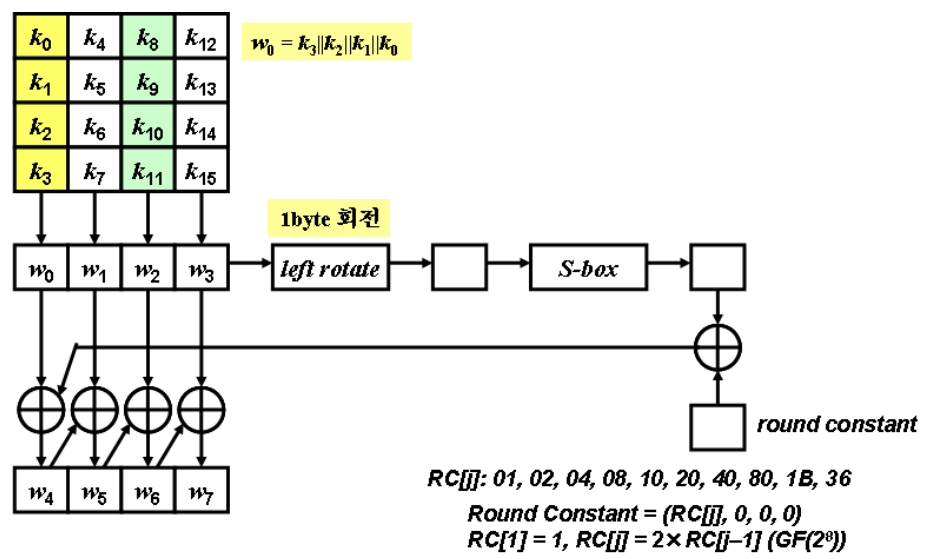 k0 k4 k8 k12
w0 = k3||k2||k1||k0
k1 k5 k9 k13
k2 k6 k10 k14
k3 k7 k11 k15
1byte 회전
w0 w1 w2 w3 left rotate S-box
round constant
w4 w5 w6 w7
RC[j]: 01, 02, 04, 08, 10, 20, 40, 80, 1B, 36
Round Constant = (RC[j], 0, 0, 0)
RC[1] = 1, RC[j] = 2×RC[j–1] (GF(2⁸))